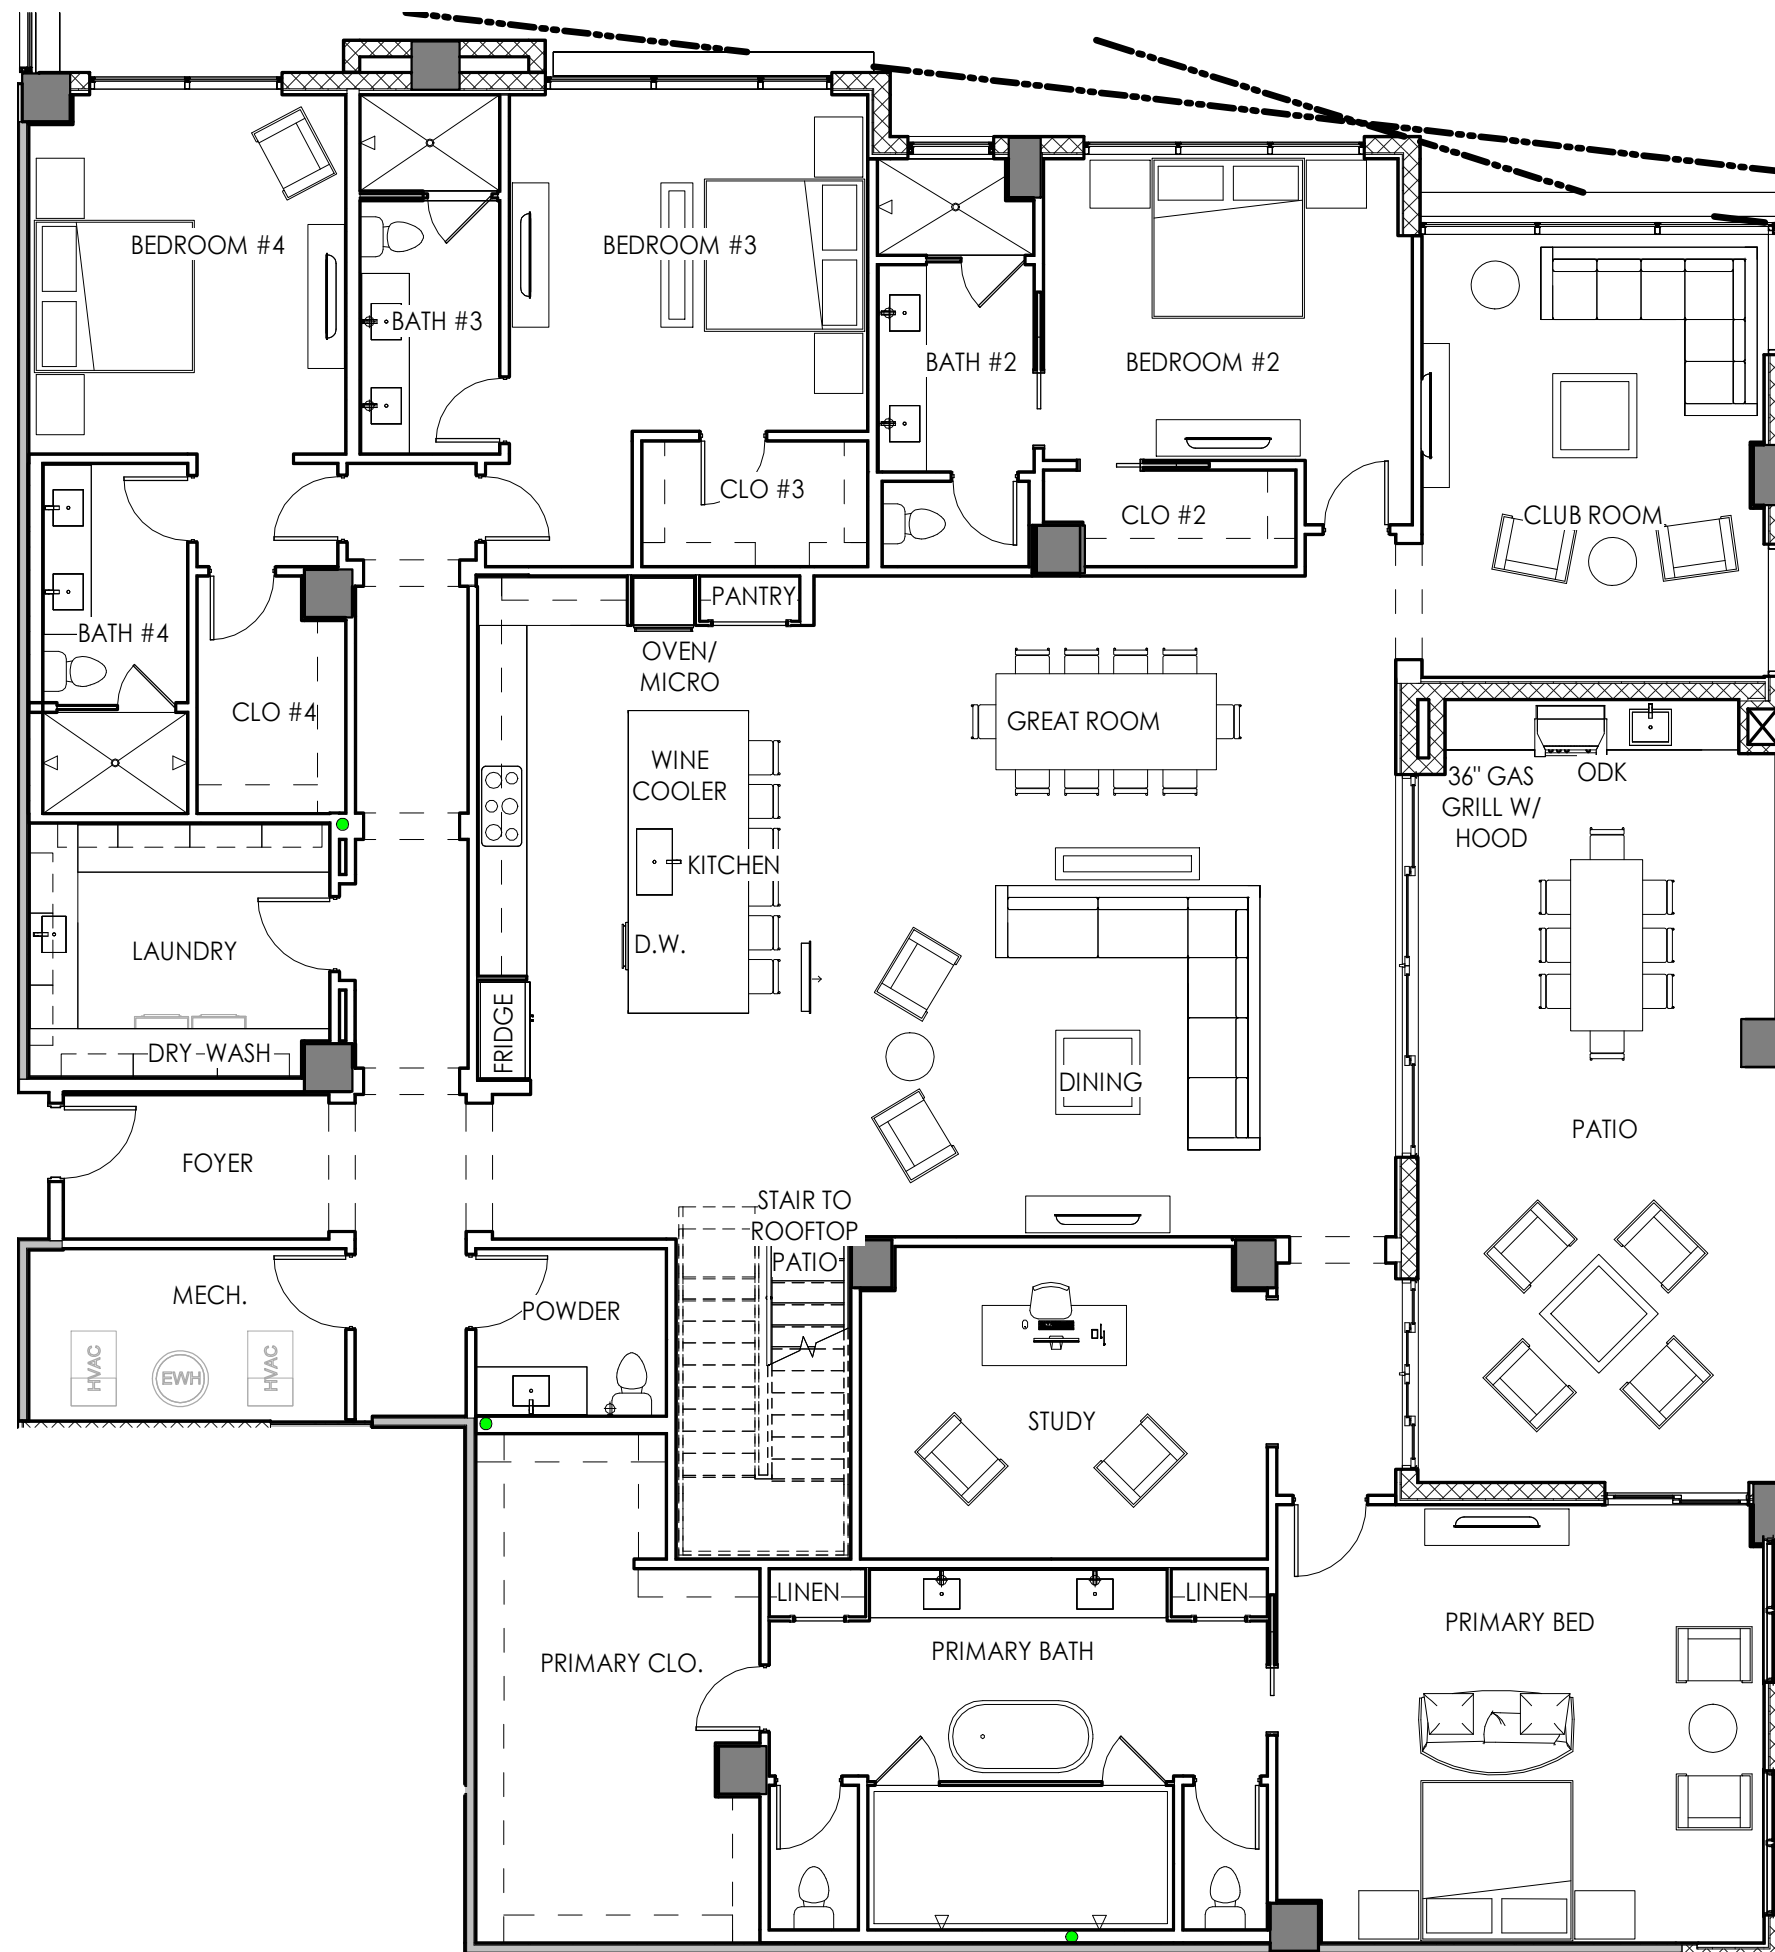 BEDROOM #4
BEDROOM #3
BATH #3
BATH #2
BEDROOM #2
CLO #3
CLO #2
CLUB ROOM
PANTRY
BATH #4
OVEN/
MICRO
CLO #4
GREAT ROOM
WINE
COOLER
36" GAS
GRILL W/
HOOD
ODK
KITCHEN
LAUNDRY
D.W.
FRIDGE
DRY WASH
DINING
PATIO
FOYER
STAIR TO
ROOFTOP
PATIO
MECH.
POWDER
HVAC
EWH
HVAC
STUDY
LINEN
LINEN
PRIMARY BED
PRIMARY BATH
PRIMARY CLO.